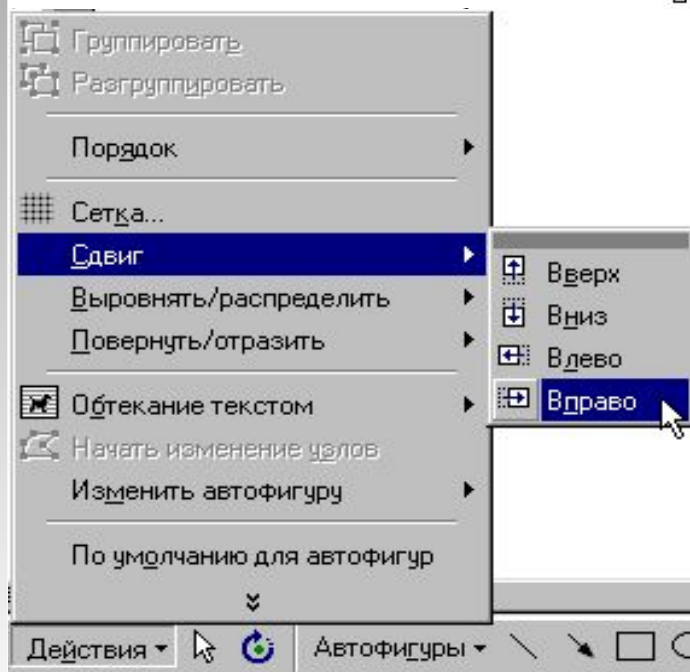 Группировать
Разгруппировать
Порядок
Сетка...
Сдвиг
Выровнять/распределить
Повернуть/отразить
Обтекание текстом
Начать изменение узлов
Изменить автофигуру
По умолчанию для автофигур
Вверх
Вниз
Влево
Вправо
Действия
Автофигуры